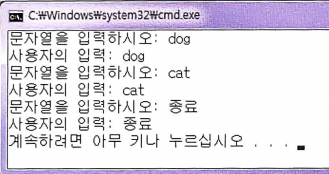 C:₩Windows₩system32₩cmd.exe
문자열을 입력하시오: dog
사용자의 입력: dog
문자열을 입력하시오: cat
사용자의 입력: cat
문자열을 입력하시오: 종료
사용자의 입력: 종료
계속하려면 아무 키나 누르십시오 . . .